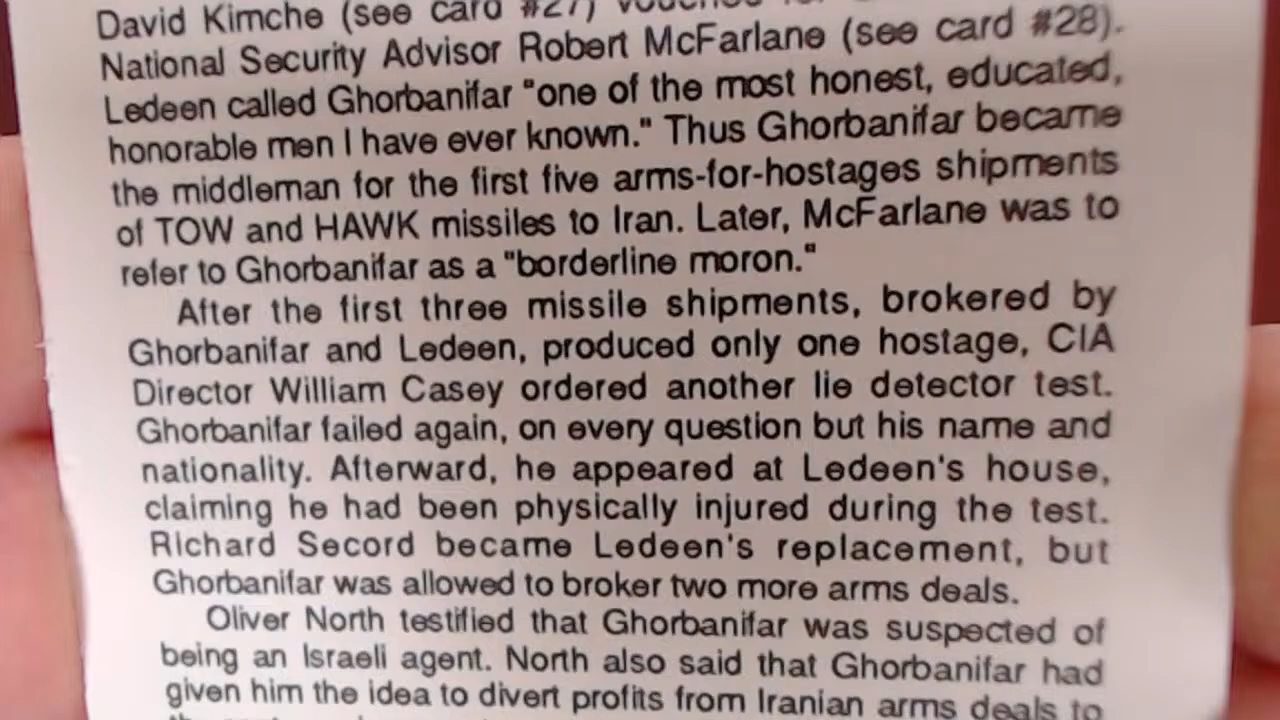 David Kimche (see card #27) vouched for
National Security Advisor Robert McFarlane (see card #28).
Ledeen called Ghorbanifar "one of the most honest, educated,
honorable men I have ever known." Thus Ghorbanifar became
the middleman for the first five arms-for-hostages shipments
of TOW and HAWK missiles to Iran. Later, McFarlane was to
refer to Ghorbanifar as a "borderline moron."
After the first three missile shipments, brokered by
Ghorbanifar and Ledeen, produced only one hostage, CIA
Director William Casey ordered another lie detector test.
Ghorbanifar failed again, on every question but his name and
nationality. Afterward, he appeared at Ledeen's house,
claiming he had been physically injured during the test.
Richard Secord became Ledeen's replacement, but
Ghorbanifar was allowed to broker two more arms deals.
Oliver North testified that Ghorbanifar was suspected of
being an Israeli agent. North also said that Ghorbanifar had
given him the idea to divert profits from Iranian arms deals to